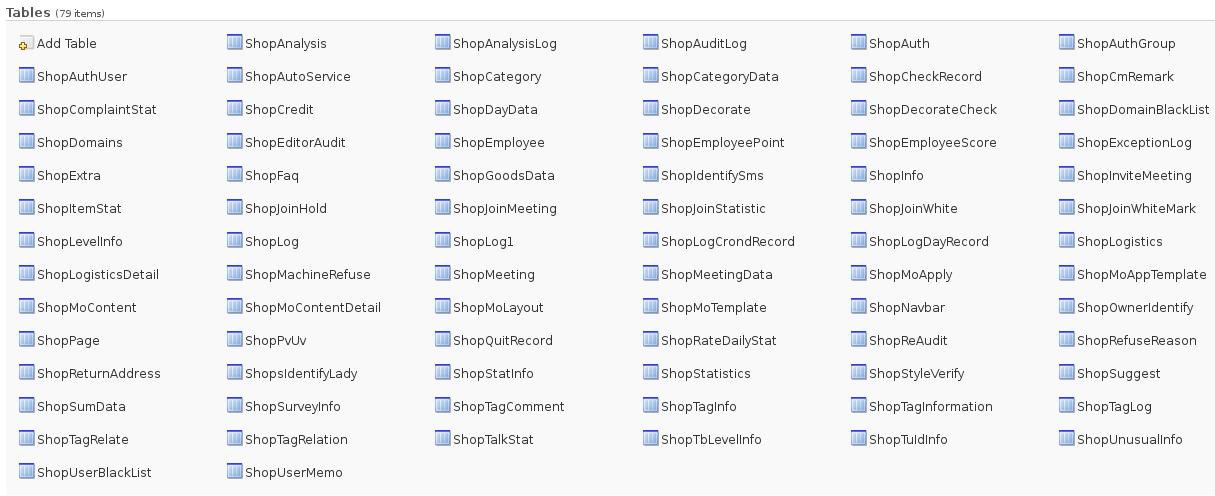 Tables (79 items)
Add Table ShopAnalysis ShopAnalysisLog ShopAuditLog ShopAuth ShopAuthGroup
ShopAuthUser ShopAutoService ShopCategory ShopCategoryData ShopCheckRecord ShopCmRemark
ShopComplaintStat ShopCredit ShopDayData ShopDecorate ShopDecorateCheck ShopDomainBlackList
ShopDomains ShopEditorAudit ShopEmployee ShopEmployeePoint ShopEmployeeScore ShopExceptionLog
ShopExtra ShopFaq ShopGoodsData ShopIdentifySms ShopInfo ShopInviteMeeting
ShopItemStat ShopJoinHold ShopJoinMeeting ShopJoinStatistic ShopJoinWhite ShopJoinWhiteMark
ShopLevelInfo ShopLog ShopLog1 ShopLogCrondRecord ShopLogDayRecord ShopLogistics
ShopLogisticsDetail ShopMachineRefuse ShopMeeting ShopMeetingData ShopMoApply ShopMoAppTemplate
ShopMoContent ShopMoContentDetail ShopMoLayout ShopMoTemplate ShopNavbar ShopOwnerIdentify
ShopPage ShopPvUv ShopQuitRecord ShopRateDailyStat ShopReAudit ShopRefuseReason
ShopReturnAddress ShopsIdentifyLady ShopStatInfo ShopStatistics ShopStyleVerify ShopSuggest
ShopSumData ShopSurveyInfo ShopTagComment ShopTagInfo ShopTagInformation ShopTagLog
ShopTagRelate ShopTagRelation ShopTalkStat ShopTbLevelInfo ShopTuIdInfo ShopUnusualInfo
ShopUserBlackList ShopUserMemo